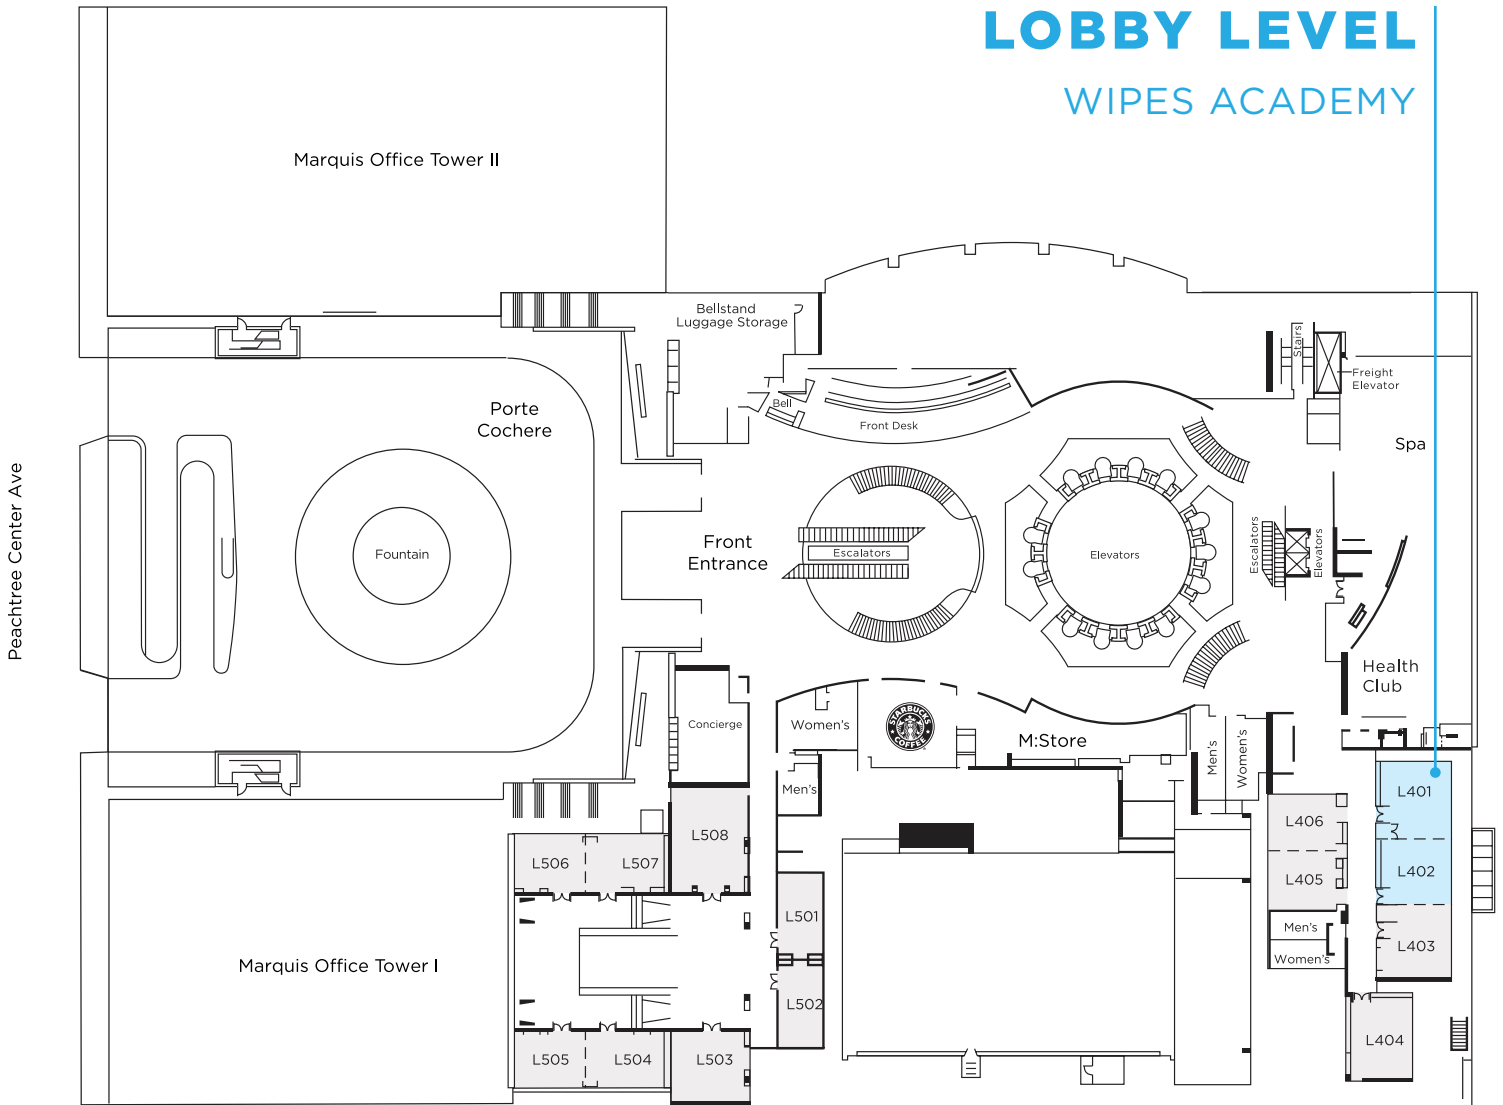 LOBBY LEVEL
WIPES ACADEMY
Marquis Office Tower II
Bellstand
Luggage Storage
Stairs
Freight
Elevator
Bell
Front Desk
Porte
Cochere
Spa
Peachtree Center Ave
Fountain
Front
Entrance
Escalators
Elevators
Escalators
Elevators
Health
Club
Concierge
Women's
STARBUCKS
COFFEE
M:Store
Men's
Women's
Men's
L401
L406
L508
L506
L507
L402
L405
L501
Men's
L403
Women's
Marquis Office Tower I
L502
L404
L505
L504
L503